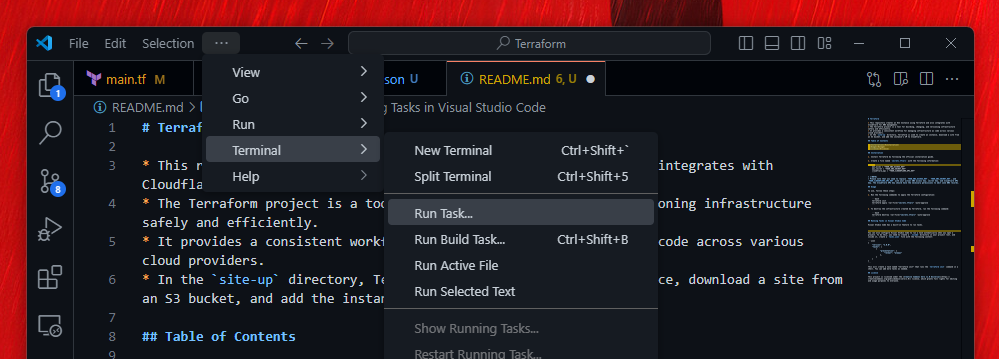 File Edit Selection ··· Terraform
main.tf M son U README.md 6, U
README.md > g Tasks in Visual Studio Code
View
Go
Run
Terminal
Help
New Terminal Ctrl+Shift+`
Split Terminal Ctrl+Shift+5
Run Task...
Run Build Task... Ctrl+Shift+B
Run Active File
Run Selected Text
Show Running Tasks...
Restart Running Task...
1 # Terraf
2
3 * This r integrates with
Cloudfla
4 * The Terraform project is a too oning infrastructure
safely and efficiently.
5 * It provides a consistent workf code across various
cloud providers.
6 * In the `site-up` directory, Te ce, download a site from
an S3 bucket, and add the instan
7
8 ## Table of Contents
9
1
8